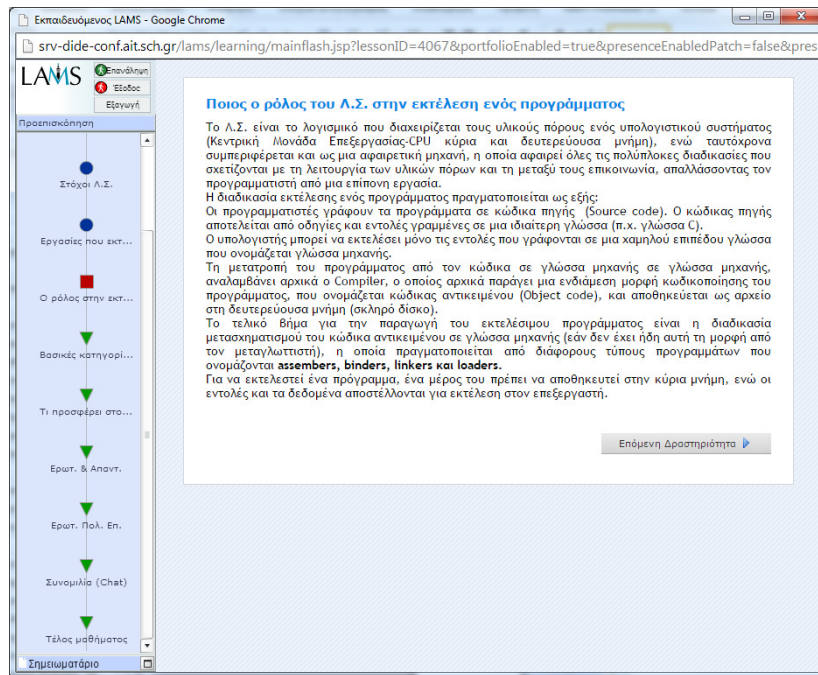 Εκπαιδευόμενος LAMS - Google Chrome
srv-dide-conf.ait.sch.gr/lams/learning/mainflash.jsp?lessonID=4067&portfolioEnabled=true&presenceEnabledPatch=false&pres
LAMS
Επανάληψη
Έξοδος
Εξαγωγή
Προεπισκόπηση
Στόχοι Λ.Σ.
Εργασίες που εκτ...
Ο ρόλος στην εκτ...
Βασικές κατηγορί...
Τι προσφέρει στο...
Ερωτ. & Απαντ.
Ερωτ. Πολ. Επ.
Συνομιλία (Chat)
Τέλος μαθήματος
Σημειωματάριο
Ποιος ο ρόλος του Λ.Σ. στην εκτέλεση ενός προγράμματος
Το Λ.Σ. είναι το λογισμικό που διαχειρίζεται τους υλικούς πόρους ενός υπολογιστικού συστήματος
(Κεντρική Μονάδα Επεξεργασίας-CPU κύρια και δευτερεύουσα μνήμη), ενώ ταυτόχρονα
συμπεριφέρεται και ως μια αφαιρετική μηχανή, η οποία αφαιρεί όλες τις πολύπλοκες διαδικασίες που
σχετίζονται με τη λειτουργία των υλικών πόρων και τη μεταξύ τους επικοινωνία, απαλλάσσοντας τον
προγραμματιστή από μια επίπονη εργασία.
Η διαδικασία εκτέλεσης ενός προγράμματος πραγματοποιείται ως εξής:
Οι προγραμματιστές γράφουν τα προγράμματα σε κώδικα πηγής (Source code). Ο κώδικας πηγής
αποτελείται από οδηγίες και εντολές γραμμένες σε μια ιδιαίτερη γλώσσα (π.χ. γλώσσα C).
Ο υπολογιστής μπορεί να εκτελέσει μόνο τις εντολές που γράφονται σε μια χαμηλού επιπέδου γλώσσα
που ονομάζεται γλώσσα μηχανής.
Τη μετατροπή του προγράμματος από τον κώδικα σε γλώσσα μηχανής σε γλώσσα μηχανής,
αναλαμβάνει αρχικά ο Compiler, ο οποίος αρχικά παράγει μια ενδιάμεση μορφή κωδικοποίησης του
προγράμματος, που ονομάζεται κώδικας αντικειμένου (Object code), και αποθηκεύεται ως αρχείο
στη δευτερεύουσα μνήμη (σκληρό δίσκο).
Το τελικό βήμα για την παραγωγή του εκτελέσιμου προγράμματος είναι η διαδικασία
μετασχηματισμού του κώδικα αντικειμένου σε γλώσσα μηχανής (εάν δεν έχει ήδη αυτή τη μορφή από
τον μεταγλωττιστή), η οποία πραγματοποιείται από διάφορους τύπους προγραμμάτων που
ονομάζονται assembers, binders, linkers και loaders.
Για να εκτελεστεί ένα πρόγραμμα, ένα μέρος του πρέπει να αποθηκευτεί στην κύρια μνήμη, ενώ οι
εντολές και τα δεδομένα αποστέλλονται για εκτέλεση στον επεξεργαστή.
Επόμενη Δραστηριότητα